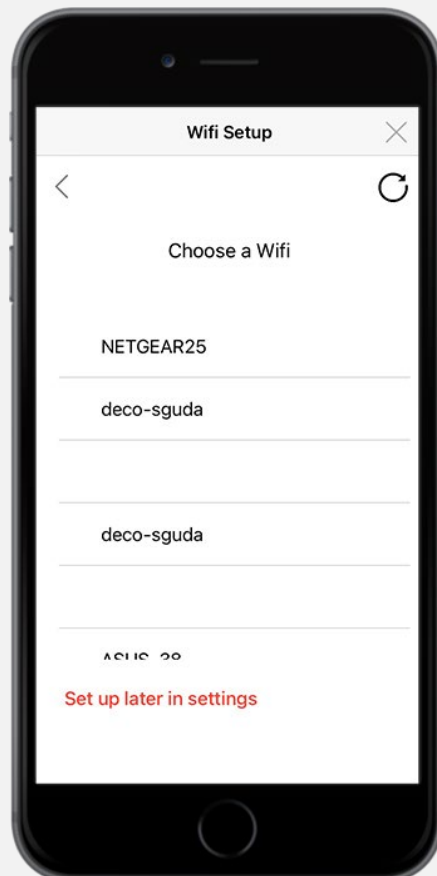 Wifi Setup
Choose a Wifi
NETGEAR25
deco-sguda
deco-sguda
Set up later in settings